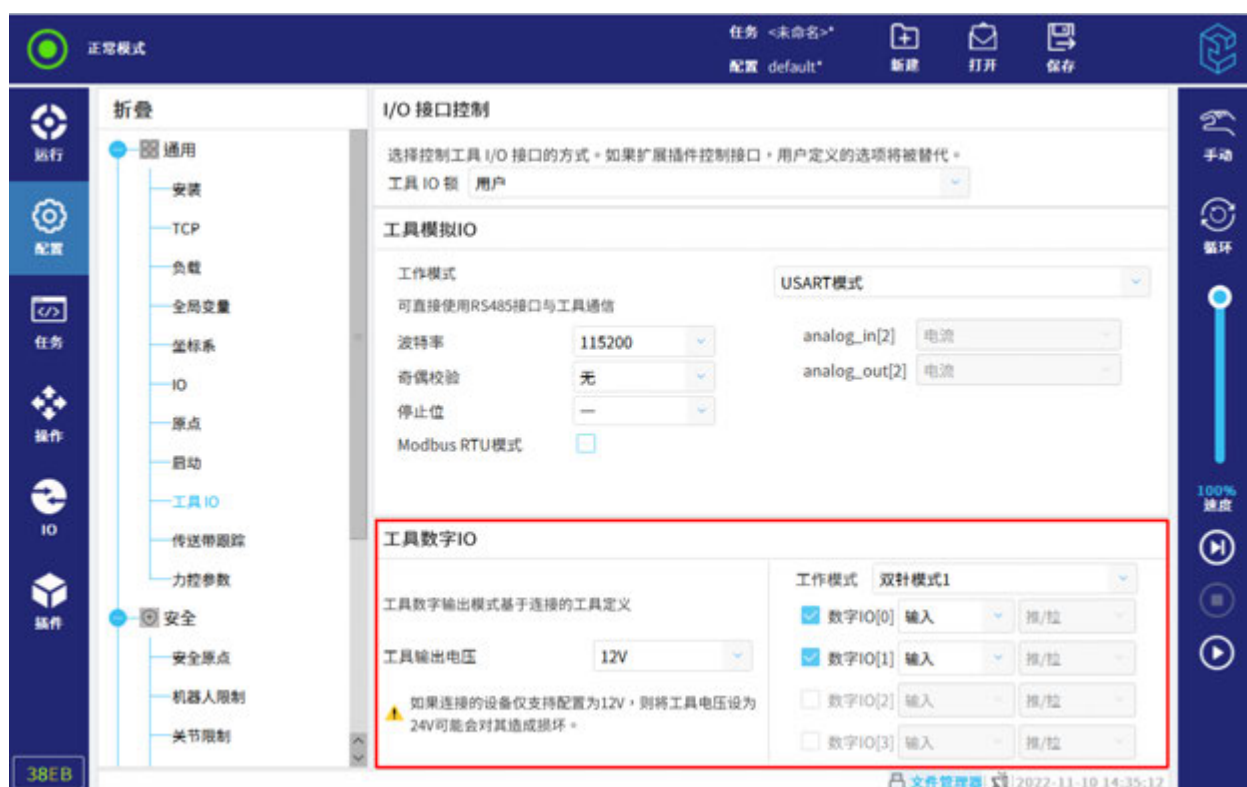 正常模式
任务 <未命名>*
配置 default*
新建
打开
保存
运行
配置
任务
操作
IO
插件
38EB
折叠
通用
安装
TCP
负载
全局变量
坐标系
IO
原点
启动
工具 IO
传送带跟踪
力控参数
安全
安全原点
机器人限制
关节限制
I/O 接口控制
选择控制工具 I/O 接口的方式。如果扩展插件控制接口，用户定义的选项将被替代。
工具 IO 锁 用户
工具模拟IO
工作模式
USART模式
可直接使用RS485接口与工具通信
波特率 115200
analog_in[2] 电流
奇偶校验 无
analog_out[2] 电流
停止位 一
Modbus RTU模式
工具数字IO
工作模式 双针模式1
工具数字输出模式基于连接的工具定义
数字IO[0] 输入 推/拉
工具输出电压 12V
数字IO[1] 输入 推/拉
如果连接的设备仅支持配置为12V，则将工具电压设为
24V可能会对其造成损坏。
数字IO[2] 输入 推/拉
数字IO[3] 输入 推/拉
文件管理器 2022-11-10 14:35:12
手动
循环
100%
速度